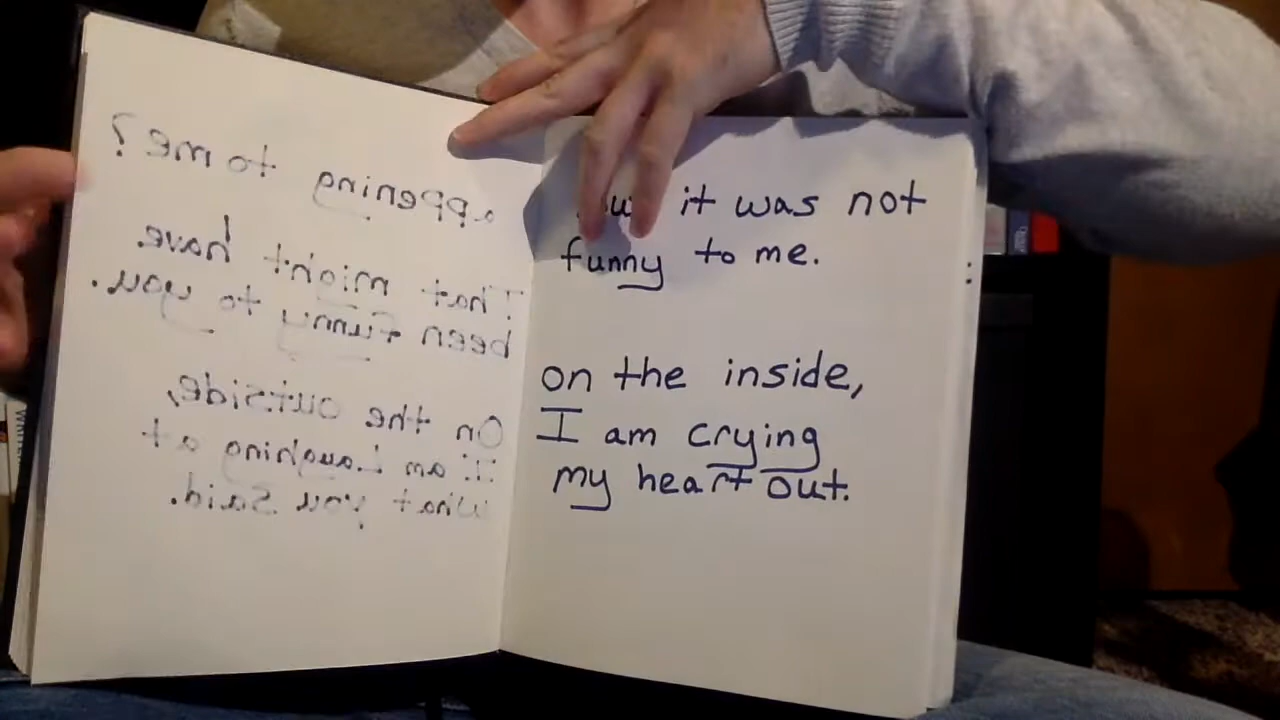 appening to me?
That might have
been funny to you.
On the outside,
I am Laughing at
what you said.
it was not
funny to me.
on the inside,
I am crying
my heart out.